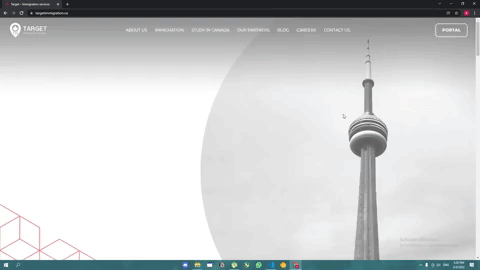 Target - Immigration services
targetimmigration.ca
TARGET
ABOUT US IMMIGRATION STUDY IN CANADA OUR PARTNERS BLOG CAREERS CONTACT US
PORTAL
ENG